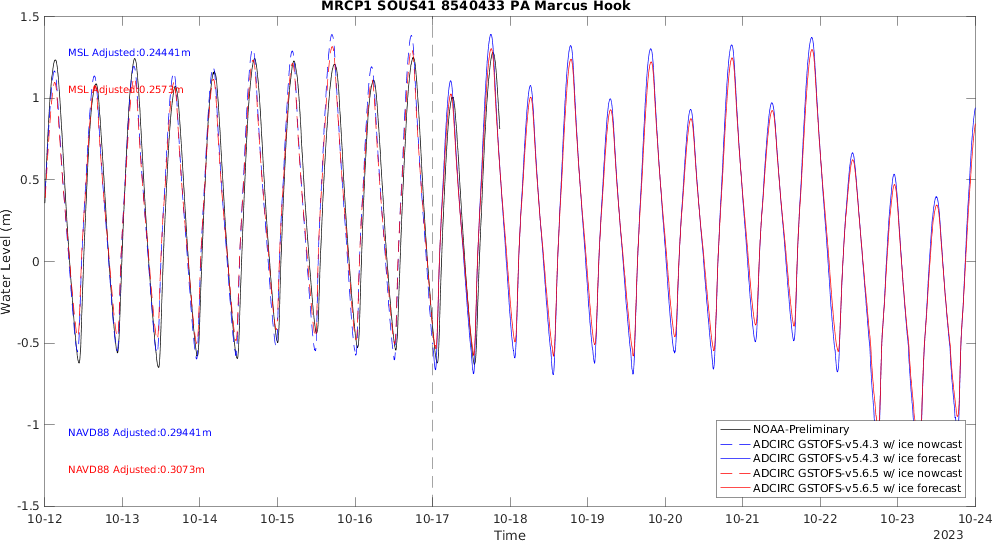 MRCP1 SOUS41 8540433 PA Marcus Hook
1.5
MSL Adjusted:0.24441m
MSL Adjusted:0.2573m
1
0.5
0
Water Level (m)
-0.5
-1
NAVD88 Adjusted:0.29441m
NAVD88 Adjusted:0.3073m
NOAA-Preliminary
ADCIRC GSTOFS-v5.4.3 w/ ice nowcast
ADCIRC GSTOFS-v5.4.3 w/ ice forecast
ADCIRC GSTOFS-v5.6.5 w/ ice nowcast
ADCIRC GSTOFS-v5.6.5 w/ ice forecast
-1.5
10-12 10-13 10-14 10-15 10-16 10-17 10-18 10-19 10-20 10-21 10-22 10-23 10-24
Time
2023